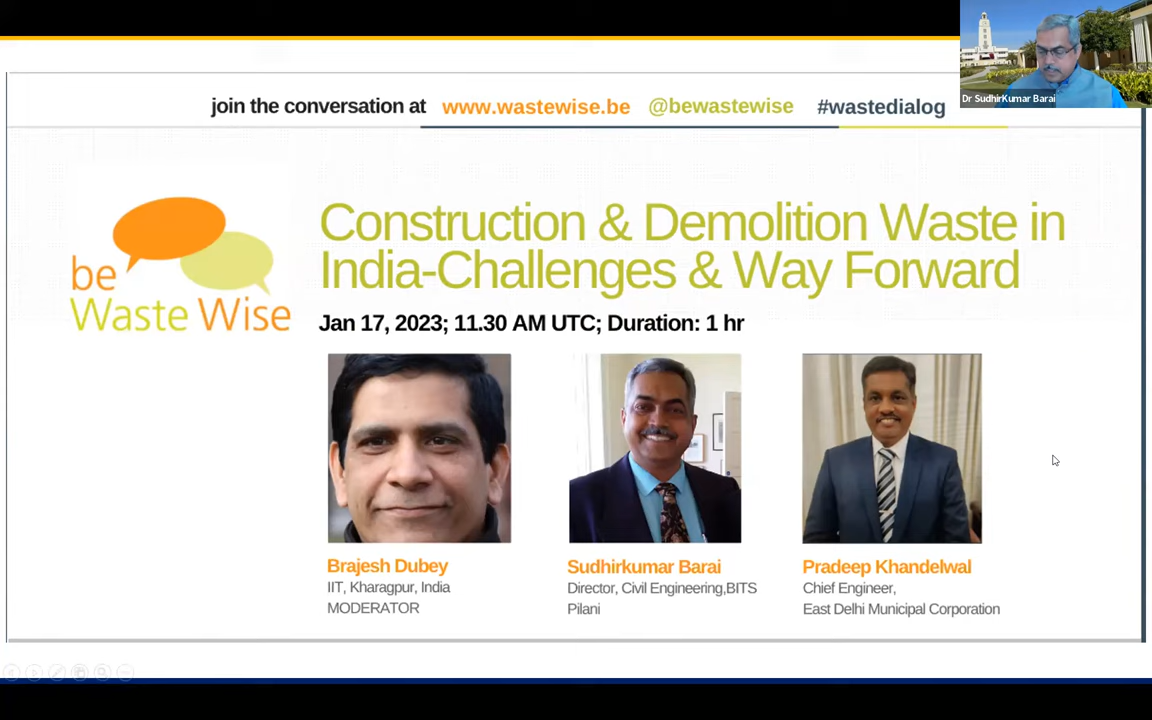 Dr SudhirKumar Barai
join the conversation at www.wastewise.be @bewastewise #wastedialog
be
Waste Wise
Construction & Demolition Waste in
India-Challenges & Way Forward
Jan 17, 2023; 11.30 AM UTC; Duration: 1 hr
Brajesh Dubey
IIT, Kharagpur, India
MODERATOR
Sudhirkumar Barai
Director, Civil Engineering,BITS
Pilani
Pradeep Khandelwal
Chief Engineer,
East Delhi Municipal Corporation